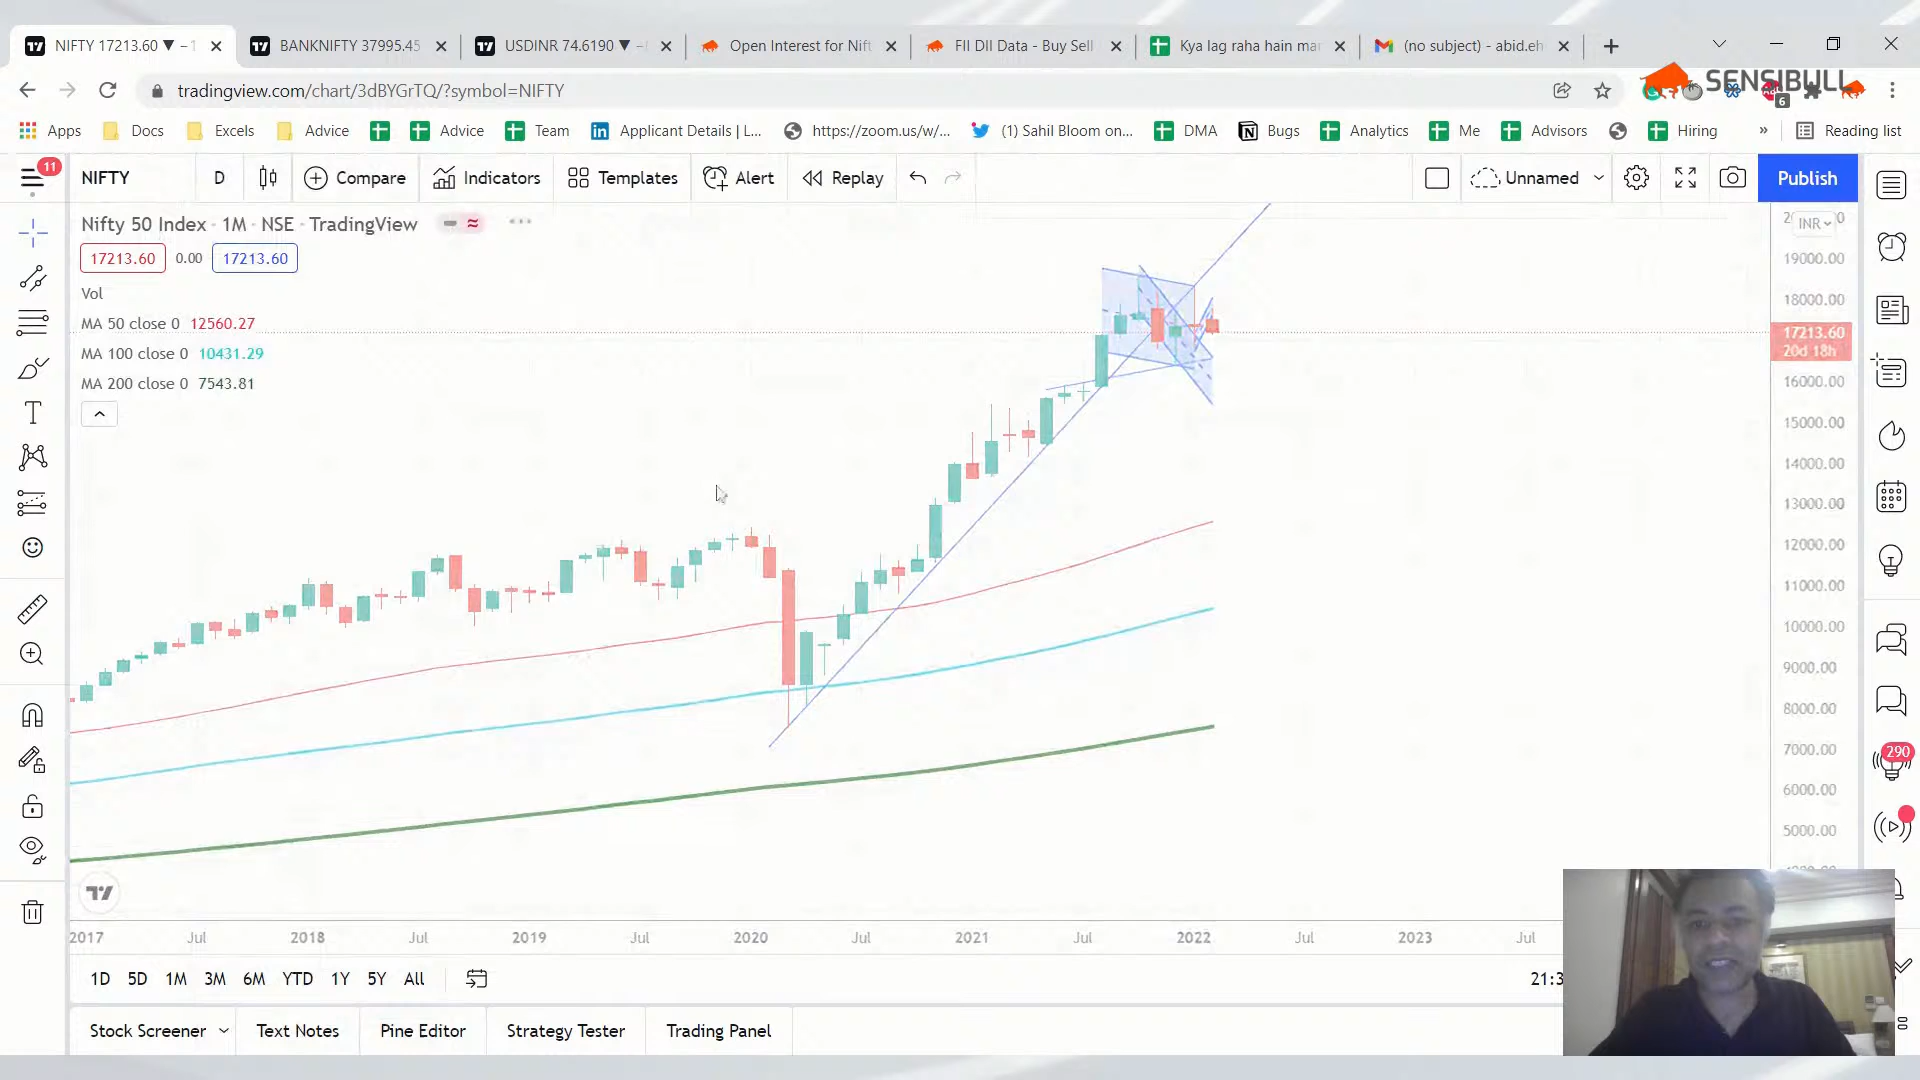 NIFTY 17213.60 ▼ −1
BANKNIFTY 37995.45
USDINR 74.6190 ▼ −
Open Interest for Nift
FII DII Data - Buy Sell
Kya lag raha hain mar
(no subject) - abid.eh
tradingview.com/chart/3dBYGrTQ/?symbol=NIFTY
SENSIBULL
6
Apps
Docs
Excels
Advice
Advice
Team
Applicant Details | L...
https://zoom.us/w/...
(1) Sahil Bloom on...
DMA
Bugs
Analytics
Me
Advisors
Hiring
»
Reading list
11
NIFTY
D
Compare
Indicators
Templates
Alert
Replay
Unnamed
Publish
Nifty 50 Index · 1M · NSE · TradingView
INR
17213.60
0.00
17213.60
Vol
MA 50 close 0 12560.27
MA 100 close 0 10431.29
MA 200 close 0 7543.81
19000.00
18000.00
17213.60
20d 18h
16000.00
15000.00
14000.00
13000.00
12000.00
11000.00
10000.00
9000.00
8000.00
7000.00
6000.00
5000.00
290
2017
Jul
2018
Jul
2019
Jul
2020
Jul
2021
Jul
2022
Jul
2023
Jul
1D
5D
1M
3M
6M
YTD
1Y
5Y
All
21:3
Stock Screener
Text Notes
Pine Editor
Strategy Tester
Trading Panel